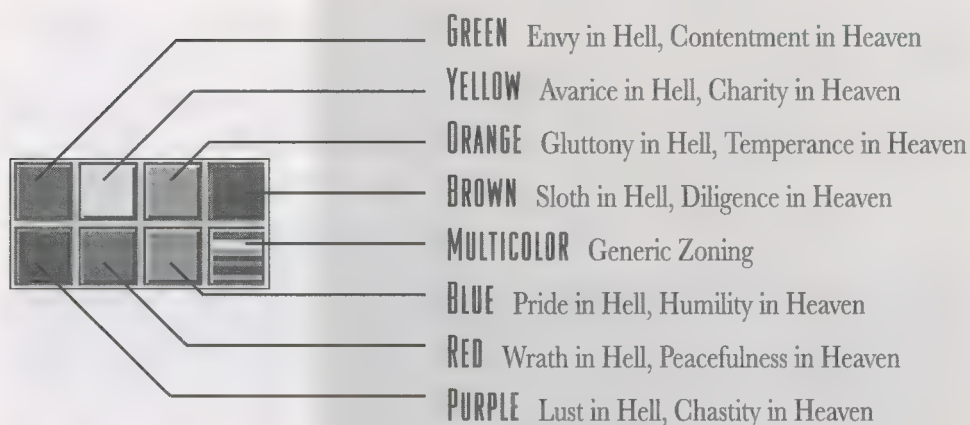 GREEN Envy in Hell, Contentment in Heaven
YELLOW Avarice in Hell, Charity in Heaven
ORANGE Gluttony in Hell, Temperance in Heaven
BROWN Sloth in Hell, Diligence in Heaven
MULTICOLOR Generic Zoning
BLUE Pride in Hell, Humility in Heaven
RED Wrath in Hell, Peacefulness in Heaven
PURPLE Lust in Hell, Chastity in Heaven